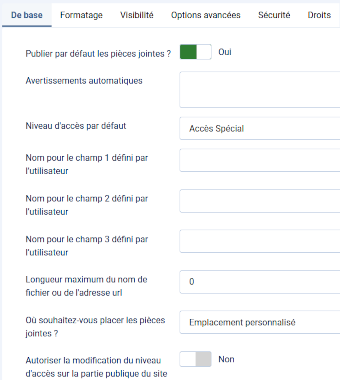 De base Formatage Visibilité Options avancées Sécurité Droits
Publier par défaut les pièces jointes ? Oui
Avertissements automatiques
Niveau d'accès par défaut Accès Spécial
Nom pour le champ 1 défini par
l'utilisateur
Nom pour le champ 2 défini par
l'utilisateur
Nom pour le champ 3 défini par
l'utilisateur
Longueur maximum du nom de
fichier ou de l'adresse url 0
Où souhaitez-vous placer les pièces
jointes ? Emplacement personnalisé
Autoriser la modification du niveau
d'accès sur la partie publique du site Non